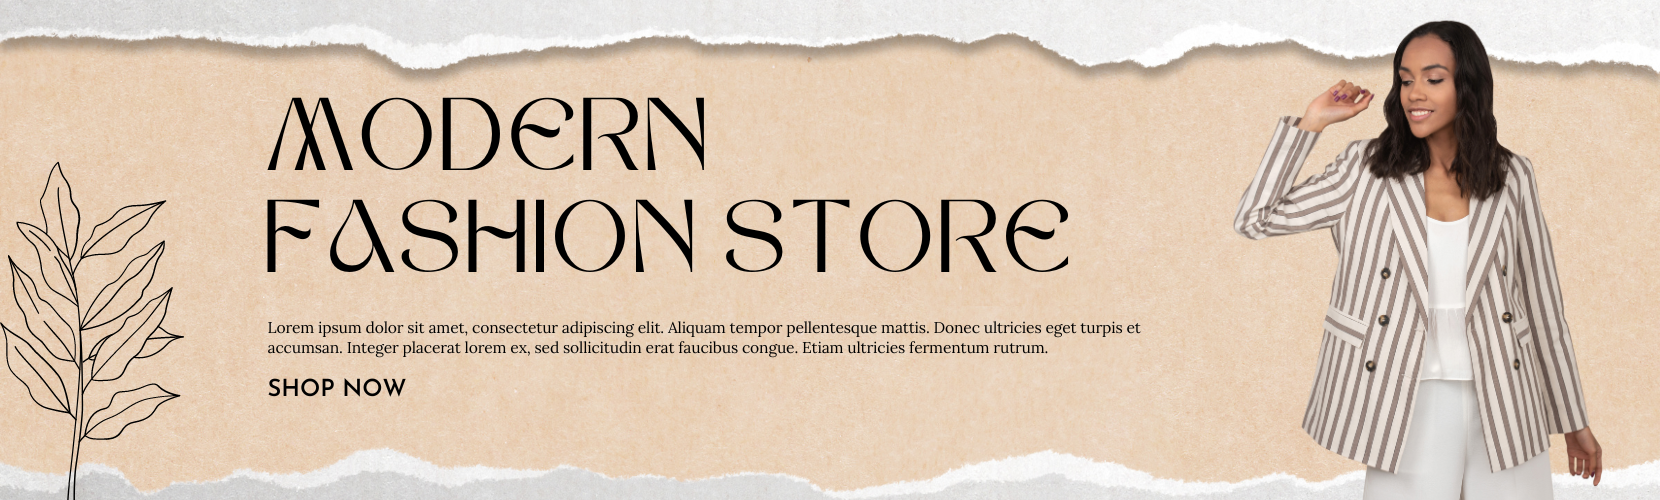 MODERN
FASHION STORE
Lorem ipsum dolor sit amet, consectetur adipiscing elit. Aliquam tempor pellentesque mattis. Donec ultricies eget turpis et
accumsan. Integer placerat lorem ex, sed sollicitudin erat faucibus congue. Etiam ultricies fermentum rutrum.
SHOP NOW